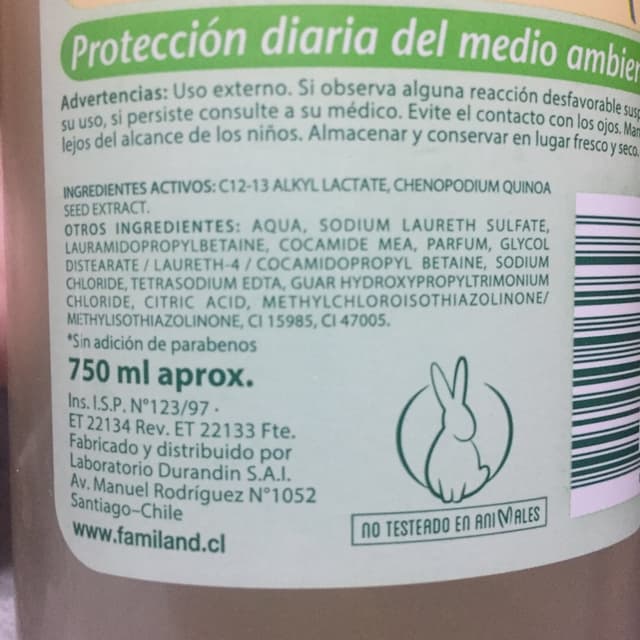 Protección diaria del medio
Advertencias: Uso externo. Si observa alguna reacción desfavorable
su uso, si persiste consulte a su médico. Evite el contacto con los ojos.
lejos del alcance de los niños. Almacenar y conservar en lugar fresco y seco.
INGREDIENTES ACTIVOS: C12-13 ALKYL LACTATE, CHENOPODIUM QUINOA
SEED EXTRACT.
OTROS INGREDIENTES: AQUA, SODIUM LAURETH SULFATE,
LAURAMIDOPROPYLBETAINE, COCAMIDE MEA, PARFUM, GLYCOL
DISTEARATE / LAURETH-4 / COCAMIDOPROPYL BETAINE, SODIUM
CHLORIDE, TETRASODIUM EDTA, GUAR HYDROXYPROPYLTRIMONIUM
CHLORIDE, CITRIC ACID, METHYLCHLOROISOTHIAZOLINONE/
METHYLISOTHIAZOLINONE, CI 15985, CI 47005.
*Sin adición de parabenos
750 ml aprox.
Ins. I.S.P. N°123/97 ·
ET 22134 Rev. ET 22133 Fte.
Fabricado y distribuido por
Laboratorio Durandin S.A.I.
Av. Manuel Rodríguez N°1052
Santiago–Chile
www.familand.cl
NO TESTEADO EN ANIMALES